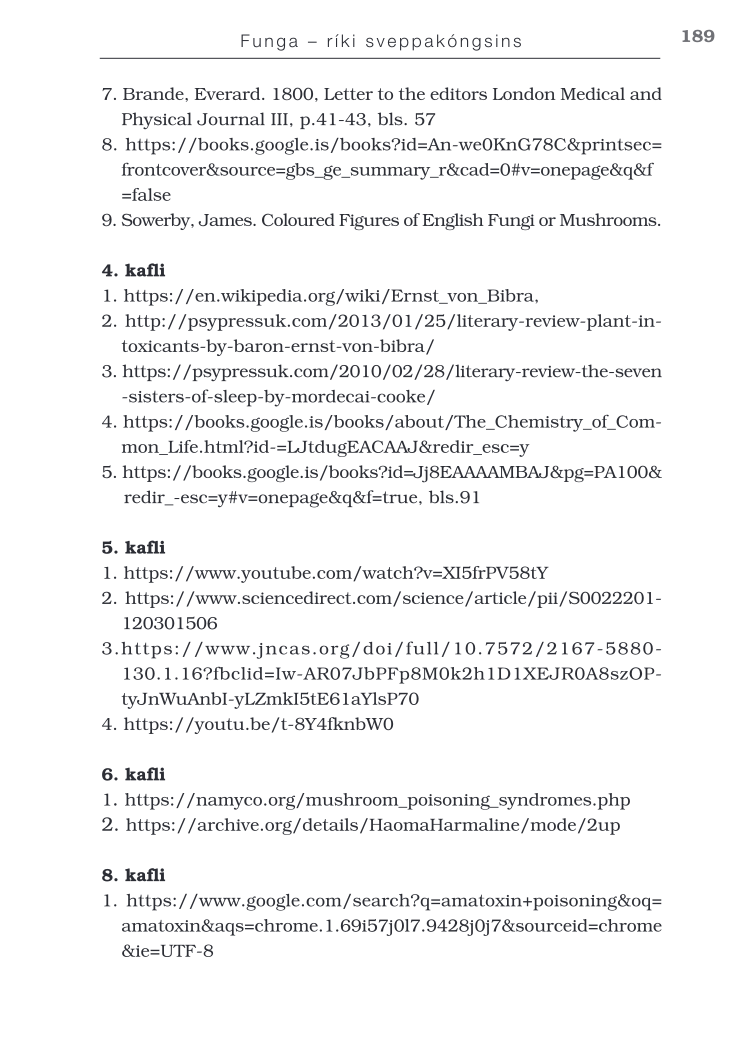 Funga – ríki sveppakóngsins
189
7. Brande, Everard. 1800, Letter to the editors London Medical and
Physical Journal III, p.41-43, bls. 57
8. https://books.google.is/books?id=An-we0KnG78C&printsec=
frontcover&source=gbs_ge_summary_r&cad=0#v=onepage&q&f
=false
9. Sowerby, James. Coloured Figures of English Fungi or Mushrooms.
4. kafli
1. https://en.wikipedia.org/wiki/Ernst_von_Bibra,
2. http://psypressuk.com/2013/01/25/literary-review-plant-in-
toxicants-by-baron-ernst-von-bibra/
3. https://psypressuk.com/2010/02/28/literary-review-the-seven
-sisters-of-sleep-by-mordecai-cooke/
4. https://books.google.is/books/about/The_Chemistry_of_Com-
mon_Life.html?id-=LJtdugEACAAJ&redir_esc=y
5. https://books.google.is/books?id=Jj8EAAAAMBAJ&pg=PA100&
redir_-esc=y#v=onepage&q&f=true, bls.91
5. kafli
1. https://www.youtube.com/watch?v=XI5frPV58tY
2. https://www.sciencedirect.com/science/article/pii/S0022201-
120301506
3.https://www.jncas.org/doi/full/10.7572/2167-5880-
130.1.16?fbclid=Iw-AR07JbPFp8M0k2h1D1XEJR0A8szOP-
tyJnWuAnbI-yLZmkI5tE61aYlsP70
4. https://youtu.be/t-8Y4fknbW0
6. kafli
1. https://namyco.org/mushroom_poisoning_syndromes.php
2. https://archive.org/details/HaomaHarmaline/mode/2up
8. kafli
1. https://www.google.com/search?q=amatoxin+poisoning&oq=
amatoxin&aqs=chrome.1.69i57j0l7.9428j0j7&sourceid=chrome
&ie=UTF-8